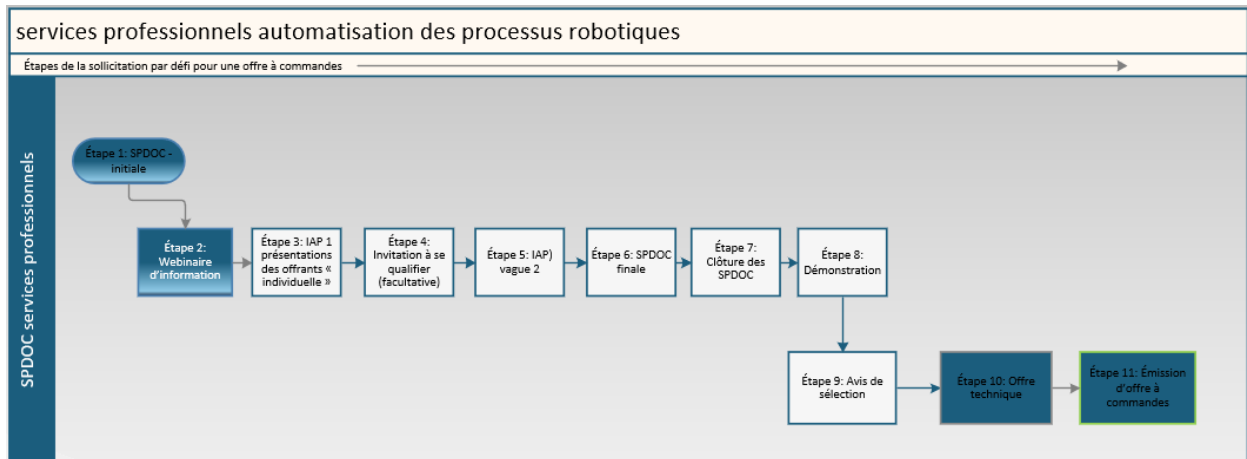 services professionnels automatisation des processus robotiques
Étapes de la sollicitation par défi pour une offre à commandes
SPDOC services professionnels
Étape 1: SPDOC -
initiale
Étape 2:
Webinaire
d’information
Étape 3: IAP 1
présentations
des offrants «
individuelle »
Étape 4:
Invitation à se
qualifier
(facultative)
Étape 5: IAP)
vague 2
Étape 6: SPDOC
finale
Étape 7:
Clôture des
SPDOC
Étape 8:
Démonstration
Étape 9: Avis de
sélection
Étape 10: Offre
technique
Étape 11: Émission
d’offre à
commandes